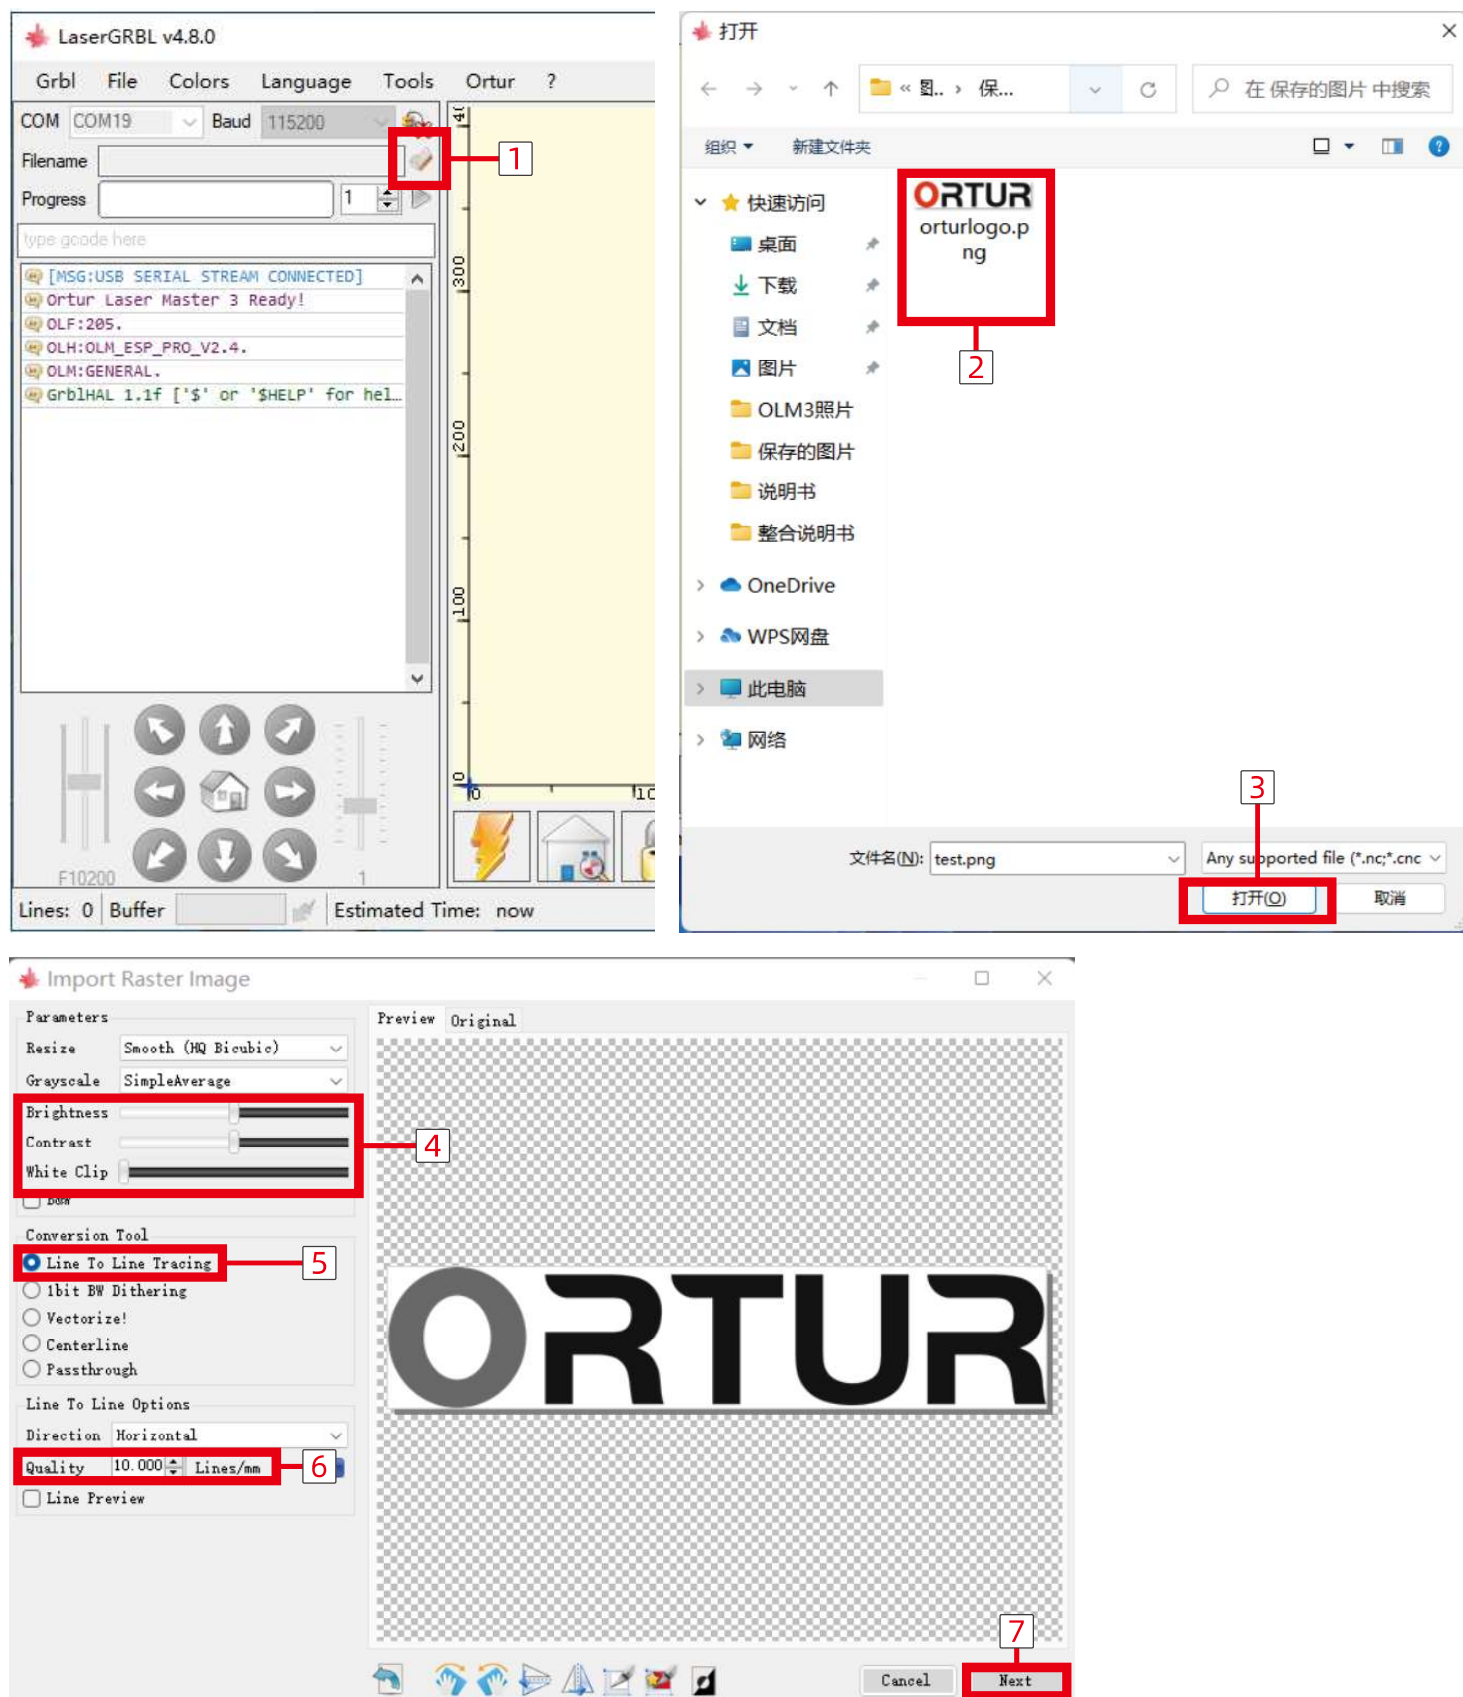 LaserGRBL v4.8.0
Grbl File Colors Language Tools Ortur ?
COM COM19 Baud 115200
Filename
1
Progress 1
type gcode here
[MSG:USB SERIAL STREAM CONNECTED]
Ortur Laser Master 3 Ready!
OLF:205.
OLH:OLM_ESP_PRO_V2.4.
OLM:GENERAL.
GrblHAL 1.1f ['$' or '$HELP' for hel…
300
200
100
0
0
F10200
1
Lines: 0 Buffer Estimated Time: now
打开
« 图.. › 保...
在 保存的图片 中搜索
组织 新建文件夹
快速访问
桌面
下载
文档
图片
OLM3照片
保存的图片
说明书
整合说明书
OneDrive
WPS网盘
此电脑
网络
ORTUR
orturlogo.p
ng
2
3
文件名(N): test.png Any supported file (*.nc;*.cnc
打开(O) 取消
Import Raster Image
Parameters
Resize Smooth (HQ Bicubic)
Grayscale SimpleAverage
Brightness
Contrast
White Clip
4
Conversion Tool
Line To Line Tracing
5
1bit BW Dithering
Vectorize!
Centerline
Passthrough
Line To Line Options
Direction Horizontal
Quality 10.000 Lines/mm
6
Line Preview
Preview Original
ORTUR
7
Cancel Next